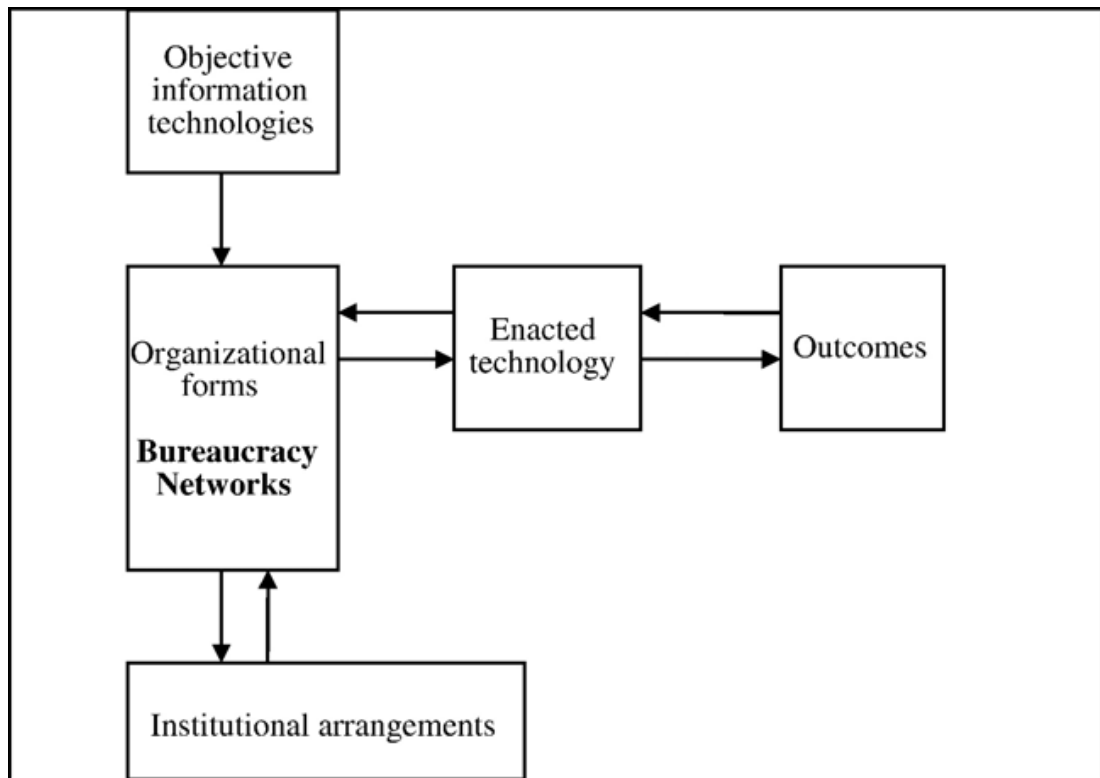 Objective
information
technologies
Organizational
forms
Bureaucracy
Networks
Enacted
technology
Outcomes
Institutional arrangements